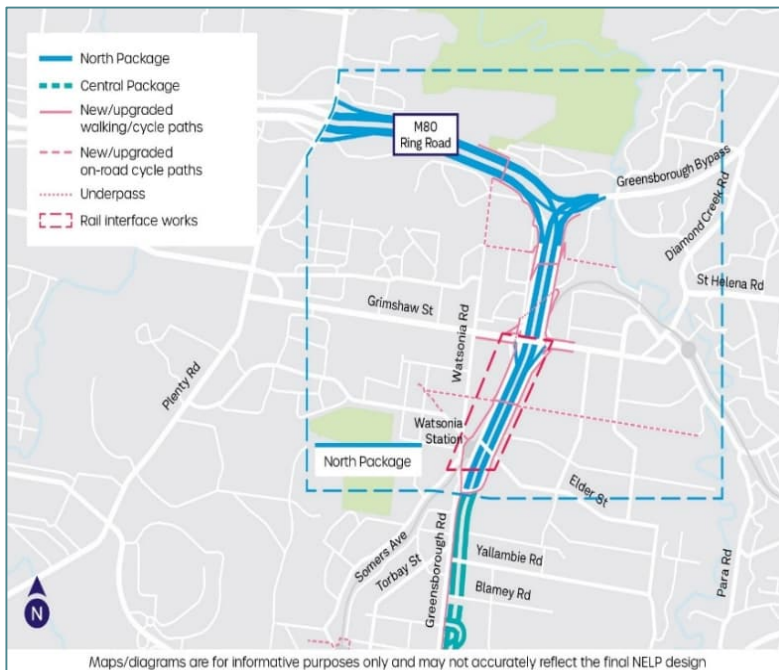 North Package
Central Package
New/upgraded
walking/cycle paths
New/upgraded
on-road cycle paths
Underpass
Rail interface works
M80
Ring Road
Greensborough Bypass
Diamond Creek Rd
St Helena Rd
Grimshaw St
Watsonia Rd
Plenty Rd
Watsonia
Station
North Package
Elder St
Somers Ave
Torbay St
Greensborough Rd
Yallambie Rd
Blamey Rd
Para Rd
N
Maps/diagrams are for informative purposes only and may not accurately reflect the final NELP design